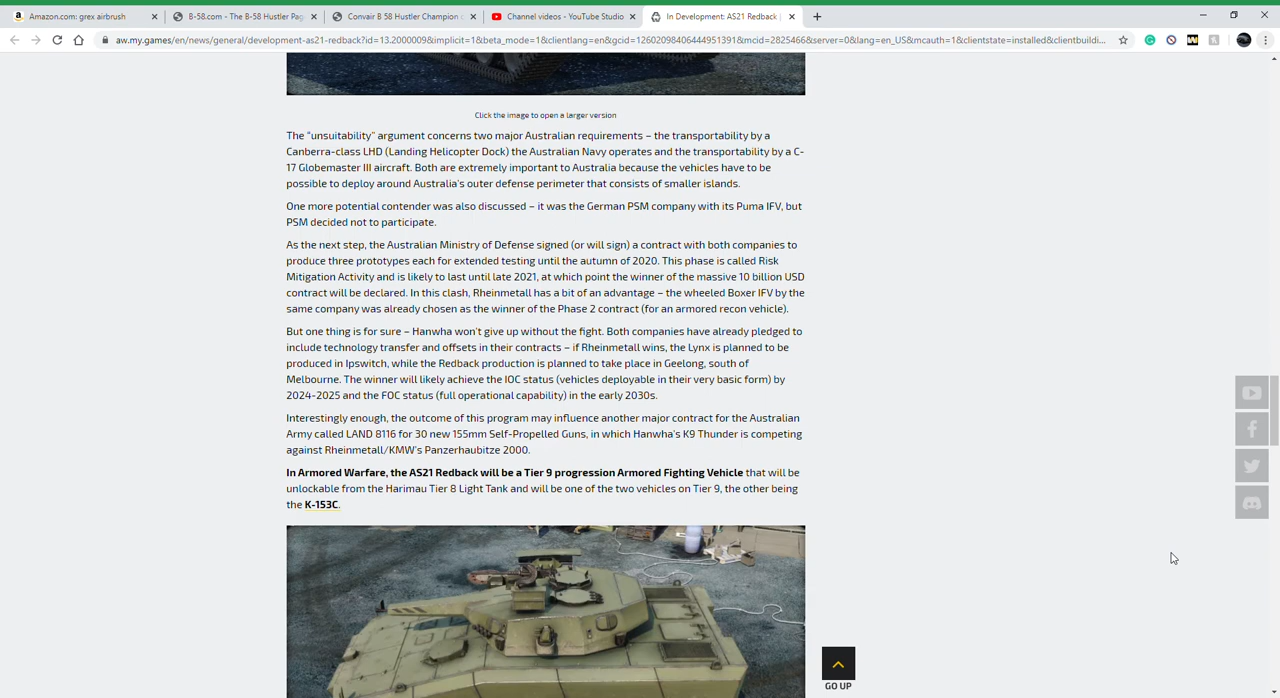 Amazon.com: grex airbrush
B-58.com - The B-58 Hustler Pag
Convair B 58 Hustler Champion o
Channel videos - YouTube Studio
In Development: AS21 Redback |
aw.my.games/en/news/general/development-as21-redback?id=13.2000009&implicit=1&beta_mode=1&clientlang=en&gcid=12602098406444951391&mcid=2825466&server=0&lang=en_US&mcauth=1&clientstate=installed&clientbuildi...
Click the image to open a larger version
The "unsuitability" argument concerns two major Australian requirements – the transportability by a
Canberra-class LHD (Landing Helicopter Dock) the Australian Navy operates and the transportability by a C-
17 Globemaster III aircraft. Both are extremely important to Australia because the vehicles have to be
possible to deploy around Australia's outer defense perimeter that consists of smaller islands.
One more potential contender was also discussed – it was the German PSM company with its Puma IFV, but
PSM decided not to participate.
As the next step, the Australian Ministry of Defense signed (or will sign) a contract with both companies to
produce three prototypes each for extended testing until the autumn of 2020. This phase is called Risk
Mitigation Activity and is likely to last until late 2021, at which point the winner of the massive 10 billion USD
contract will be declared. In this clash, Rheinmetall has a bit of an advantage – the wheeled Boxer IFV by the
same company was already chosen as the winner of the Phase 2 contract (for an armored recon vehicle).
But one thing is for sure – Hanwha won't give up without the fight. Both companies have already pledged to
include technology transfer and offsets in their contracts – if Rheinmetall wins, the Lynx is planned to be
produced in Ipswitch, while the Redback production is planned to take place in Geelong, south of
Melbourne. The winner will likely achieve the IOC status (vehicles deployable in their very basic form) by
2024-2025 and the FOC status (full operational capability) in the early 2030s.
Interestingly enough, the outcome of this program may influence another major contract for the Australian
Army called LAND 8116 for 30 new 155mm Self-Propelled Guns, in which Hanwha's K9 Thunder is competing
against Rheinmetall/KMW's Panzerhaubitze 2000.
In Armored Warfare, the AS21 Redback will be a Tier 9 progression Armored Fighting Vehicle that will be
unlockable from the Harimau Tier 8 Light Tank and will be one of the two vehicles on Tier 9, the other being
the K-153C.
GO UP